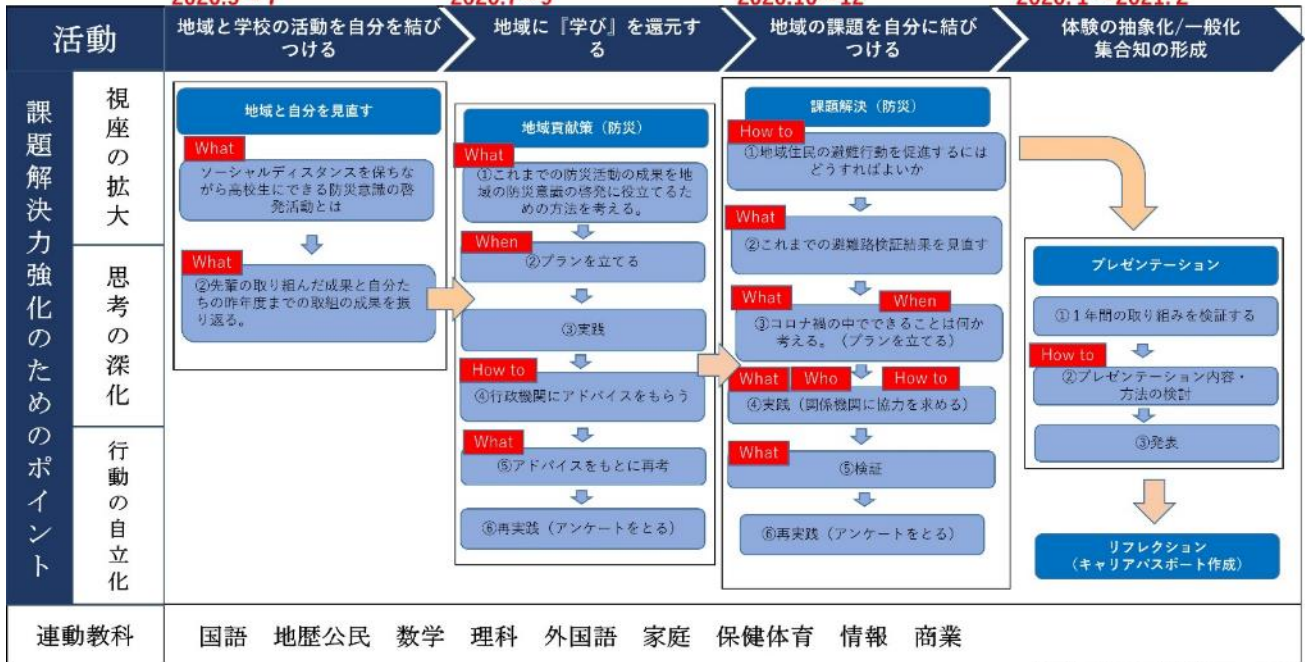 活動
地域と学校の活動を自分を結び
つける
地域に『学び』を還元す
る
地域の課題を自分に結び
つける
体験の抽象化/一般化
集合知の形成
課題解決力強化のためのポイント
視座の拡大
思考の深化
行動の自立化
地域と自分を見直す
What
ソーシャルディスタンスを保ちな
がら高校生にできる防災意識の啓
発活動とは
What
②先輩の取り組んだ成果と自分た
ちの昨年度までの取組の成果を振
り返る。
地域貢献策（防災）
What
①これまでの防災活動の成果を地
域の防災意識の啓発に役立てるた
めの方法を考える。
When
②プランを立てる
③実践
How to
④行政機関にアドバイスをもらう
What
⑤アドバイスをもとに再考
⑥再実践（アンケートをとる）
課題解決（防災）
How to
①地域住民の避難行動を促進するには
どうすればよいか
What
②これまでの避難路検証結果を見直す
What When
③コロナ禍の中でできることは何か
考える。（プランを立てる）
What Who How to
④実践（関係機関に協力を求める）
What
⑤検証
⑥再実践（アンケートをとる）
プレゼンテーション
①１年間の取り組みを検証する
How to
②プレゼンテーション内容・
方法の検討
③発表
リフレクション
（キャリアパスポート作成）
連動教科
国語 地歴公民 数学 理科 外国語 家庭 保健体育 情報 商業